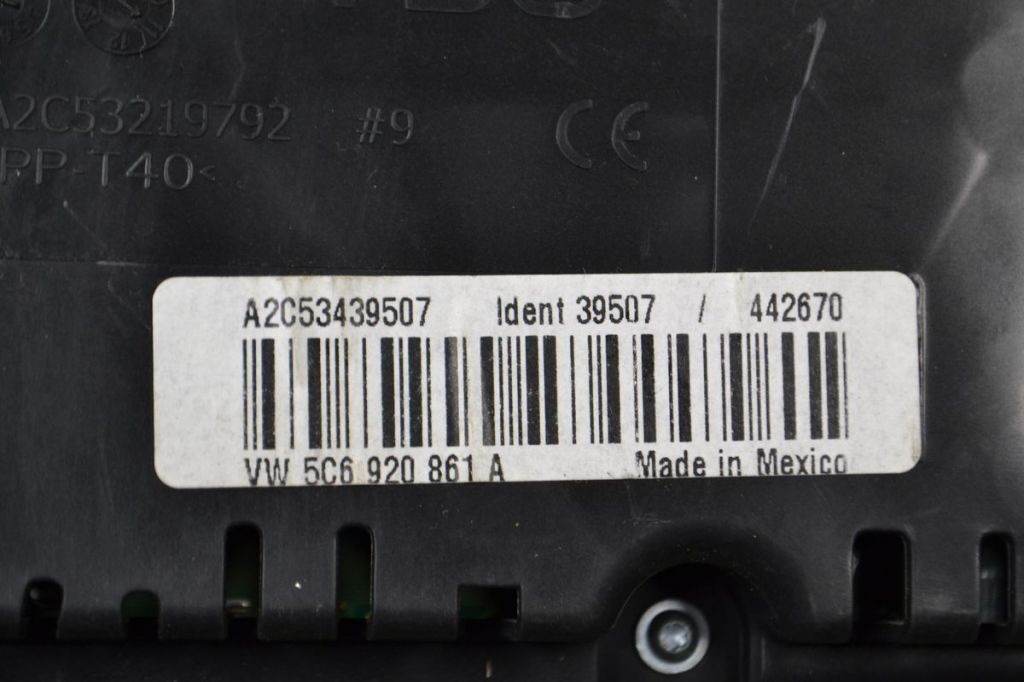 A2C53219792 #9 CE
PP-T40<
A2C53439507 Ident 39507 / 442670
VW 5C6 920 861 A Made in Mexico